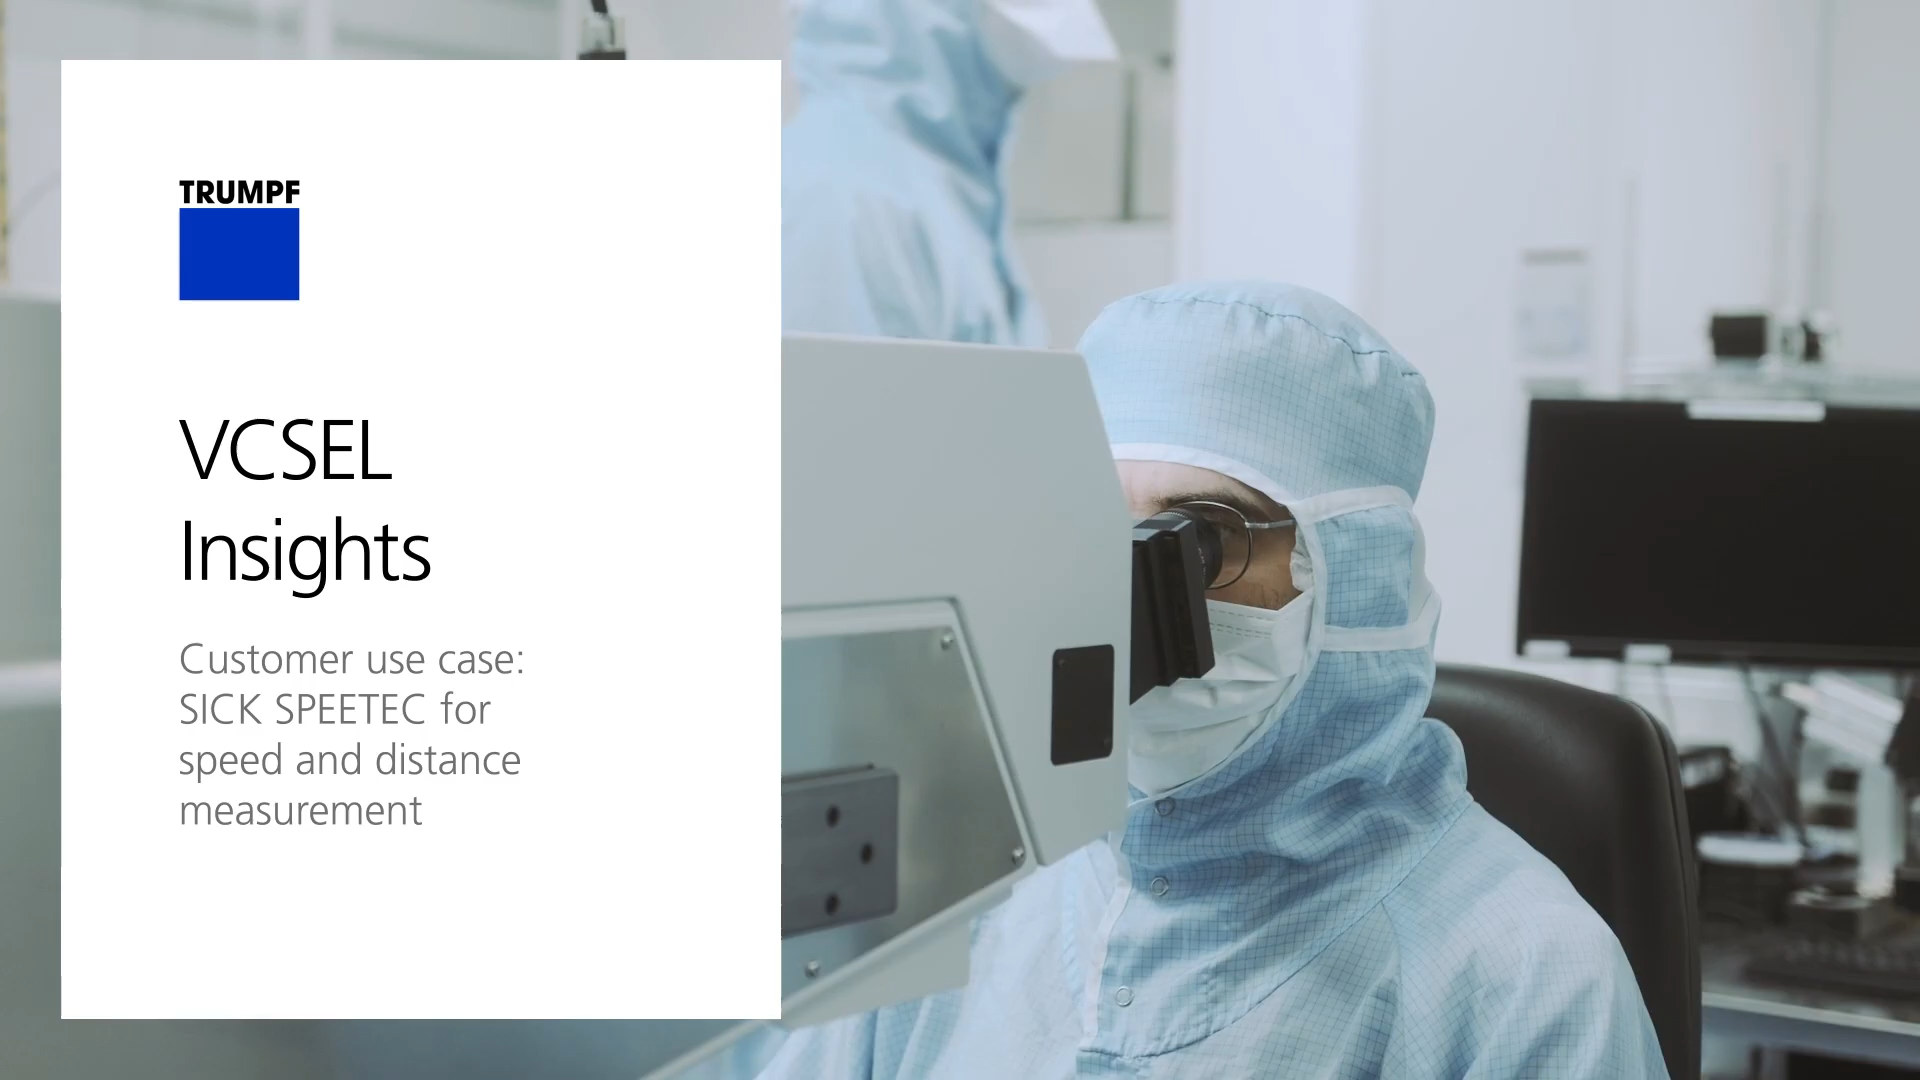 TRUMPF
VCSEL
Insights
Customer use case:
SICK SPEETEC for
speed and distance
measurement